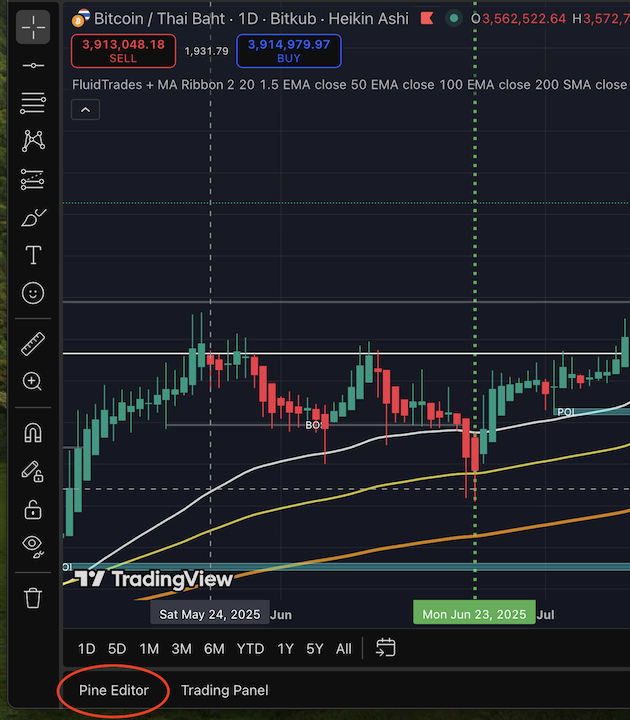 Bitcoin / Thai Baht · 1D · Bitkub · Heikin Ashi O3,562,522.64 H3,572,7
3,913,048.18 1,931.79 3,914,979.97
SELL BUY
FluidTrades + MA Ribbon 2 20 1.5 EMA close 50 EMA close 100 EMA close 200 SMA close
POI
BOS
OI
TradingView
Sat May 24, 2025 Jun Mon Jun 23, 2025 Jul
1D 5D 1M 3M 6M YTD 1Y 5Y All
Pine Editor Trading Panel